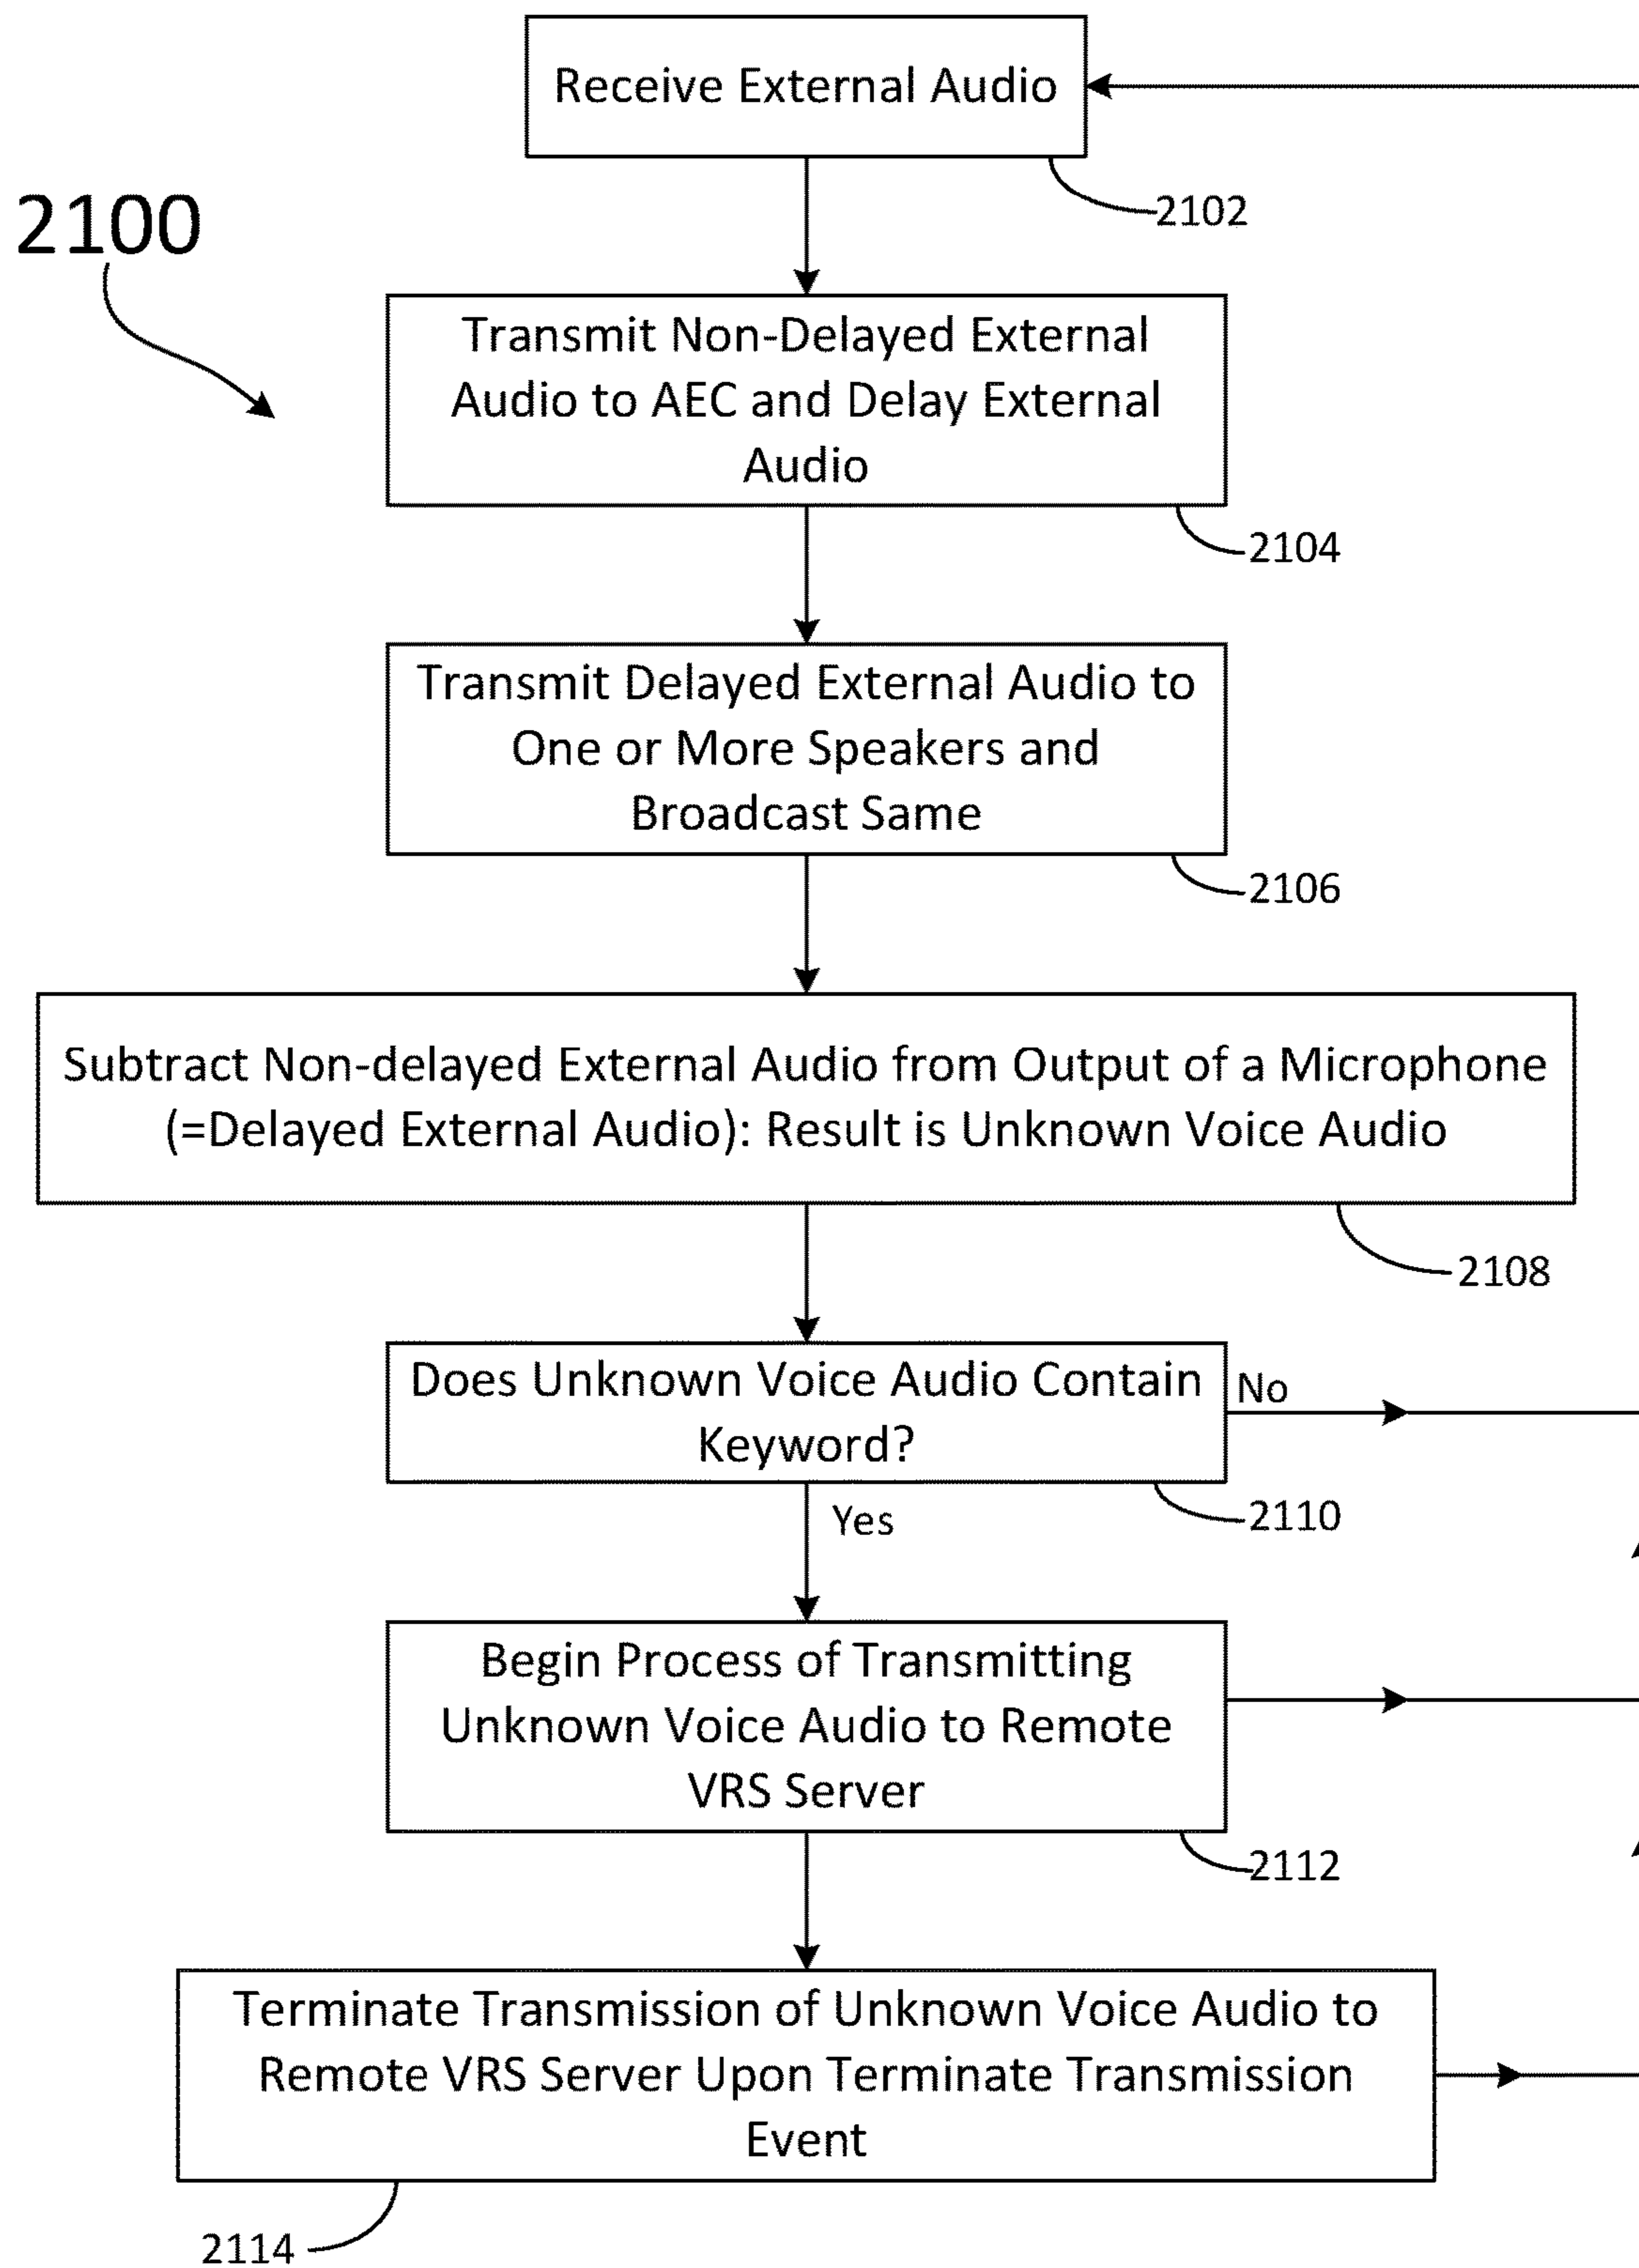 Receive External Audio
2102
2100
Transmit Non-Delayed External
Audio to AEC and Delay External
Audio
2104
Transmit Delayed External Audio to
One or More Speakers and
Broadcast Same
2106
Subtract Non-delayed External Audio from Output of a Microphone
(=Delayed External Audio): Result is Unknown Voice Audio
2108
Does Unknown Voice Audio Contain
Keyword?
No
2110
Yes
Begin Process of Transmitting
Unknown Voice Audio to Remote
VRS Server
2112
Terminate Transmission of Unknown Voice Audio to
Remote VRS Server Upon Terminate Transmission
Event
2114